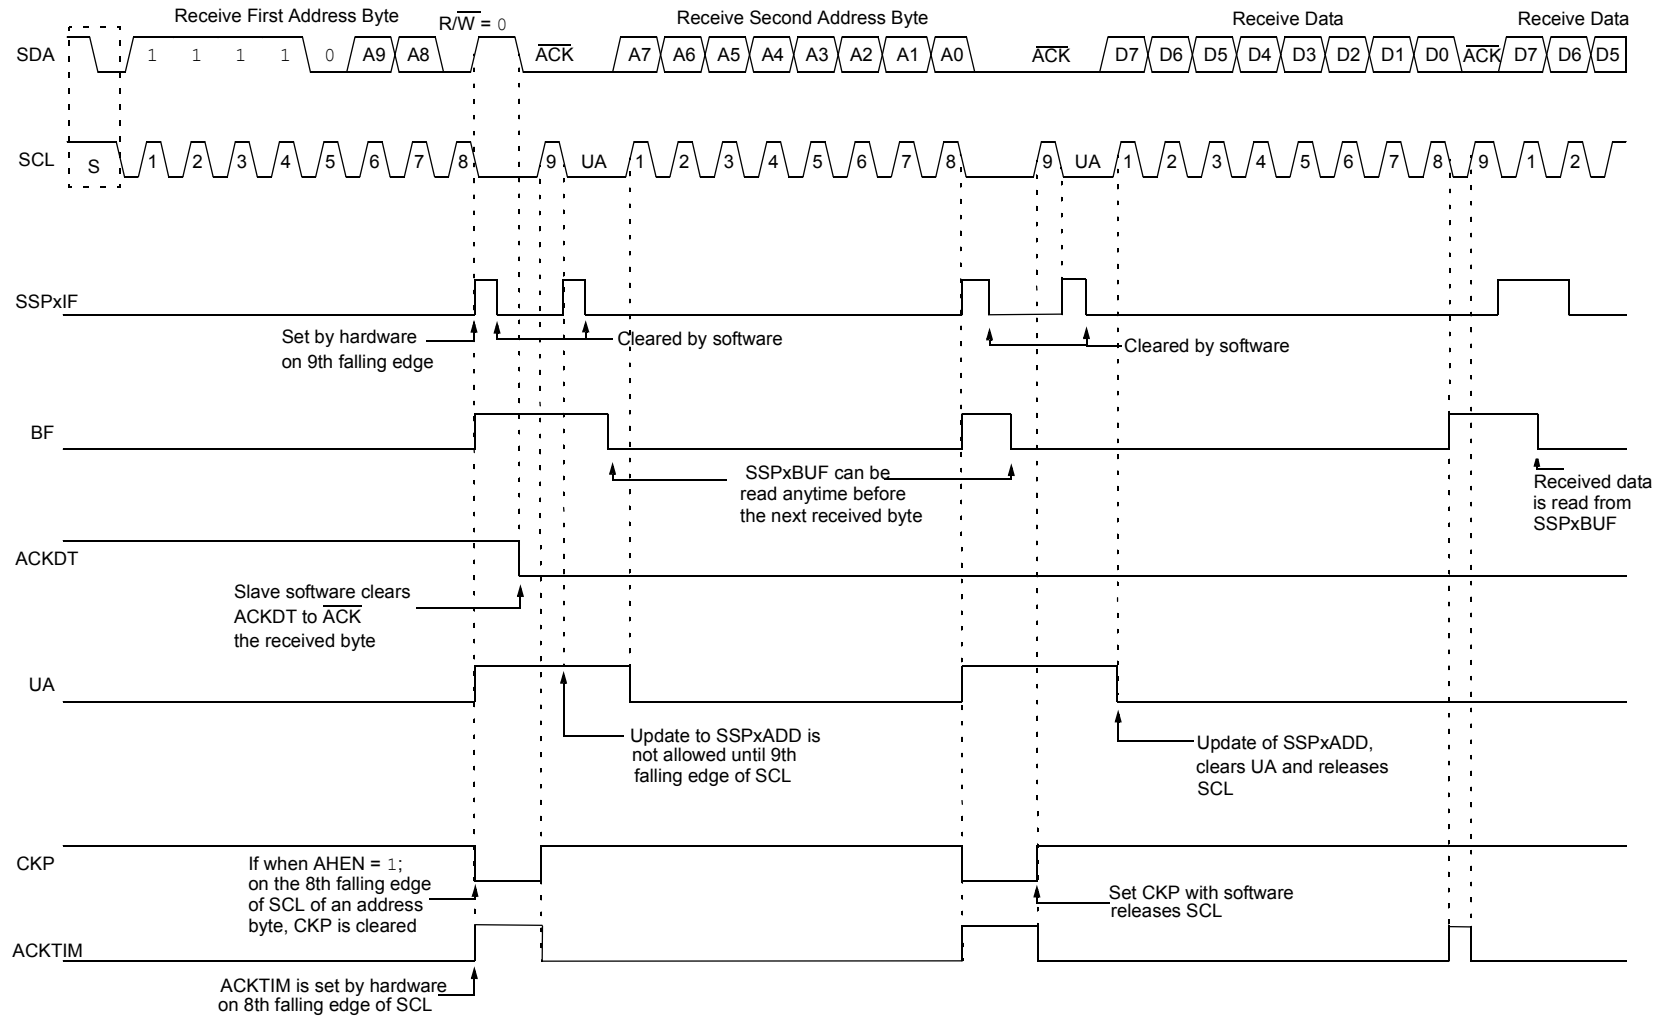 Receive First Address Byte
R/W = 0
Receive Second Address Byte
Receive Data
Receive Data
SDA
1 1 1 1 0 A9 A8 ACK A7 A6 A5 A4 A3 A2 A1 A0 ACK D7 D6 D5 D4 D3 D2 D1 D0 ACK D7 D6 D5
SCL
S 1 2 3 4 5 6 7 8 9 UA 1 2 3 4 5 6 7 8 9 UA 1 2 3 4 5 6 7 8 9 1 2
SSPxIF
Set by hardware
on 9th falling edge
Cleared by software
Cleared by software
BF
SSPxBUF can be
read anytime before
the next received byte
Received data
is read from
SSPxBUF
ACKDT
Slave software clears
ACKDT to ACK
the received byte
UA
Update to SSPxADD is
not allowed until 9th
falling edge of SCL
Update of SSPxADD,
clears UA and releases
SCL
CKP
If when AHEN = 1;
on the 8th falling edge
of SCL of an address
byte, CKP is cleared
Set CKP with software
releases SCL
ACKTIM
ACKTIM is set by hardware
on 8th falling edge of SCL